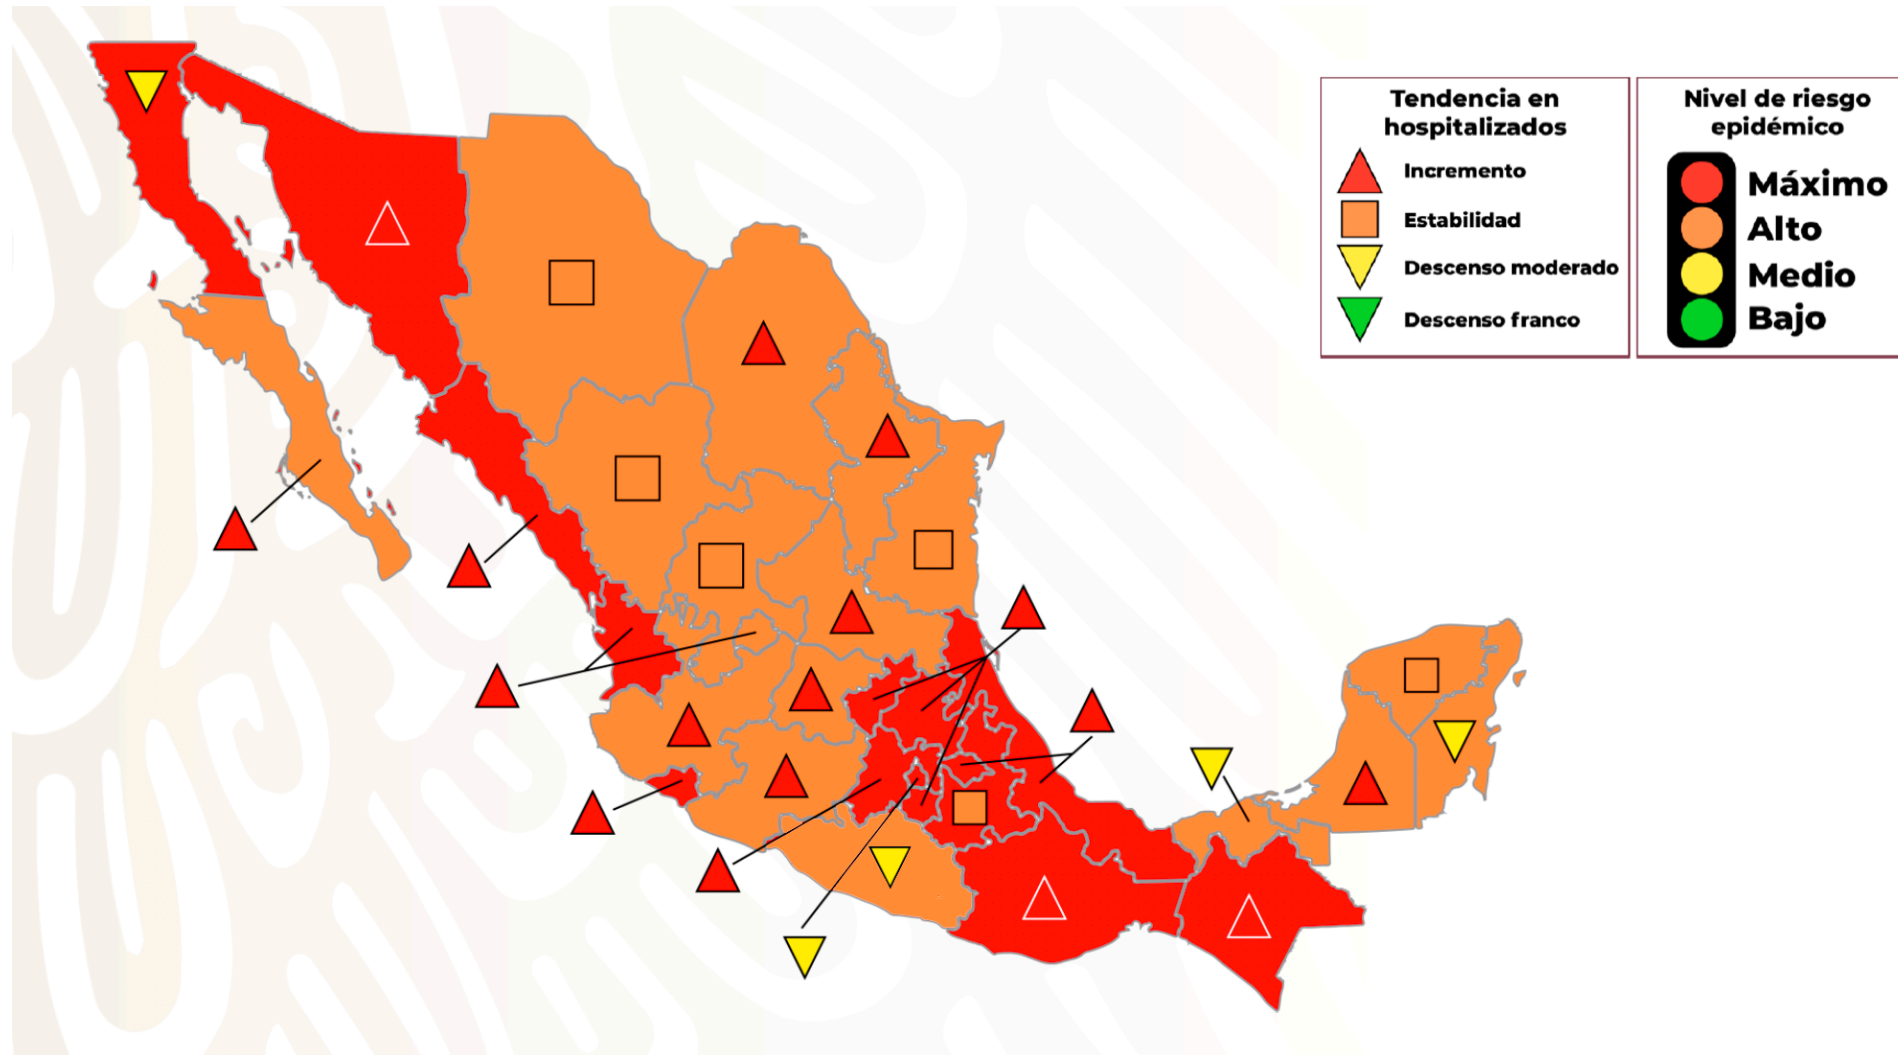 Tendencia en
hospitalizados
Incremento
Estabilidad
Descenso moderado
Descenso franco
Nivel de riesgo
epidémico
Máximo
Alto
Medio
Bajo